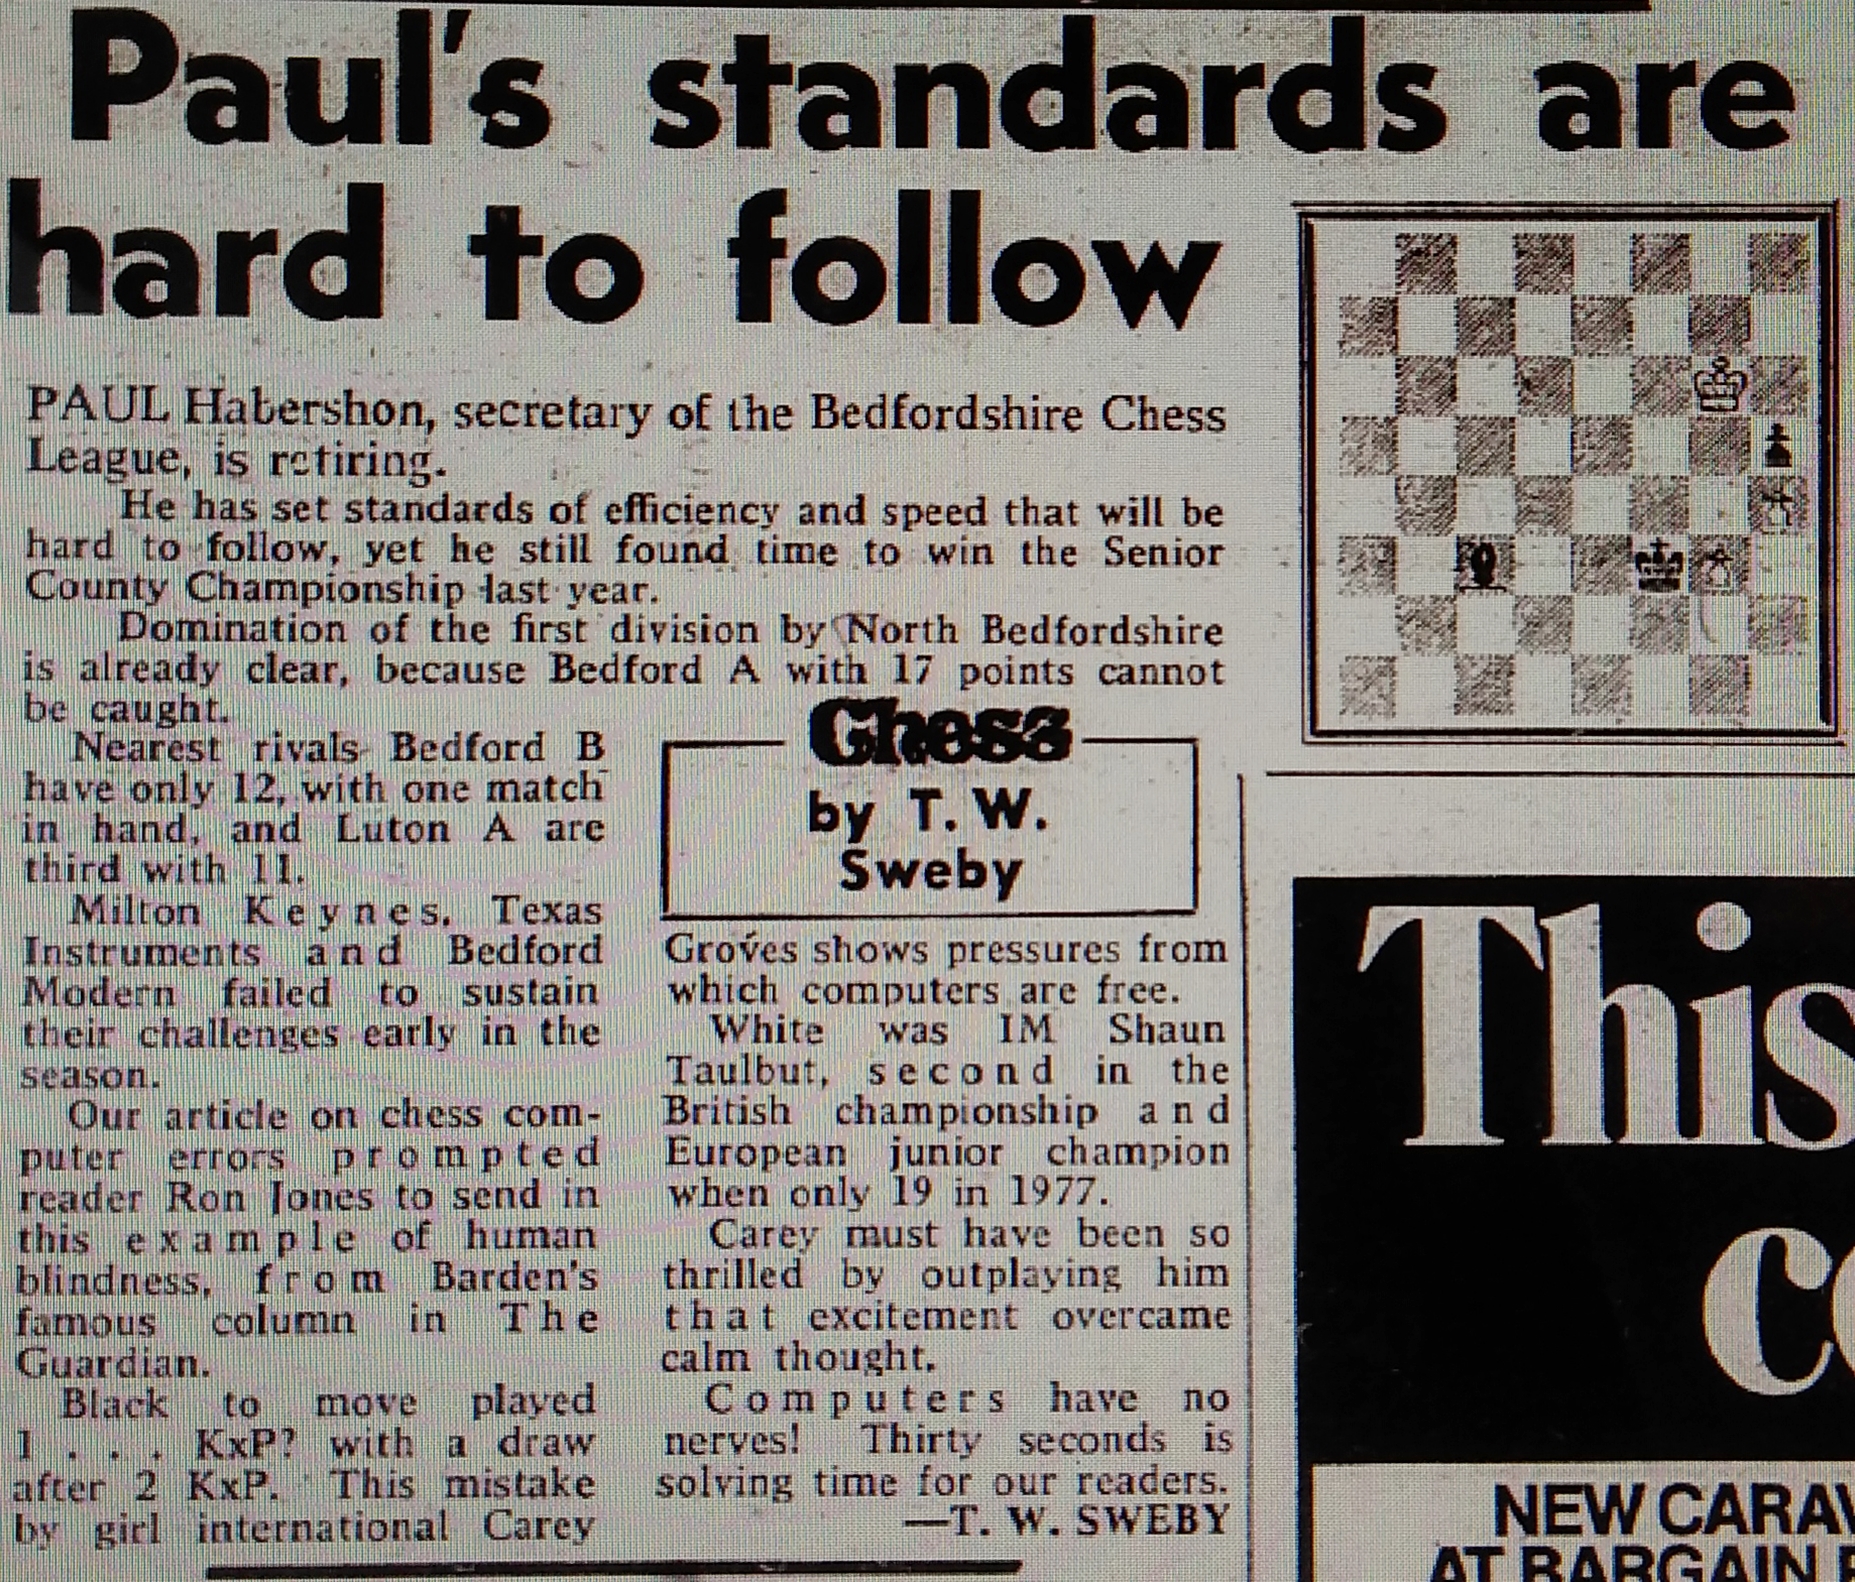 Paul's standards are
hard to follow
PAUL Habershon, secretary of the Bedfordshire Chess
League, is retiring.
He has set standards of efficiency and speed that will be
hard to follow, yet he still found time to win the Senior
County Championship last year.
Domination of the first division by North Bedfordshire
is already clear, because Bedford A with 17 points cannot
be caught.
Nearest rivals Bedford B
have only 12, with one match
in hand, and Luton A are
third with 11.
Milton Keynes, Texas
Instruments and Bedford
Modern failed to sustain
their challenges early in the
season.
Our article on chess com-
puter errors prompted
reader Ron Jones to send in
this example of human
blindness, from Barden's
famous column in The
Guardian.
Black to move played
1 . . . KxP? with a draw
after 2 KxP. This mistake
by girl international Carey
Chess
by T. W.
Sweby
Groves shows pressures from
which computers are free.
White was IM Shaun
Taulbut, second in the
British championship and
European junior champion
when only 19 in 1977.
Carey must have been so
thrilled by outplaying him
that excitement overcame
calm thought.
Computers have no
nerves! Thirty seconds is
solving time for our readers.
—T. W. SWEBY
This
co
NEW CARAV
AT BARGAIN